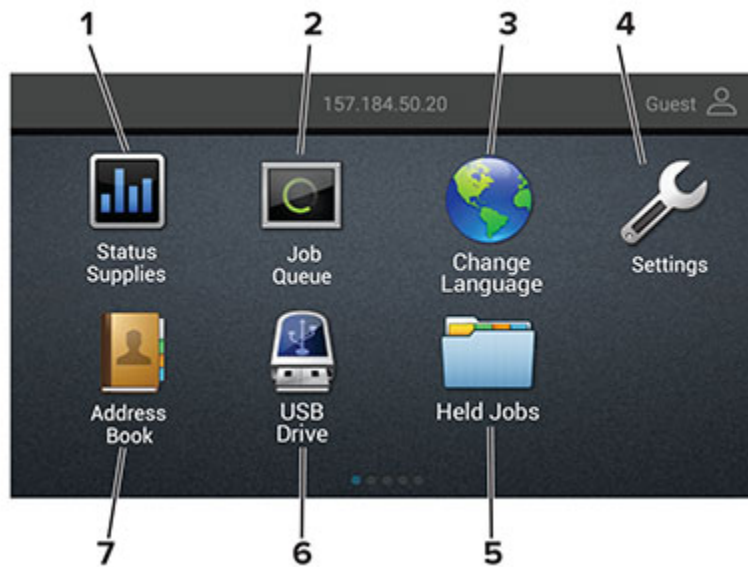 1 2 3 4
157.184.50.20 Guest
Status
Supplies
Job
Queue
Change
Language
Settings
Address
Book
USB
Drive
Held Jobs
7 6 5